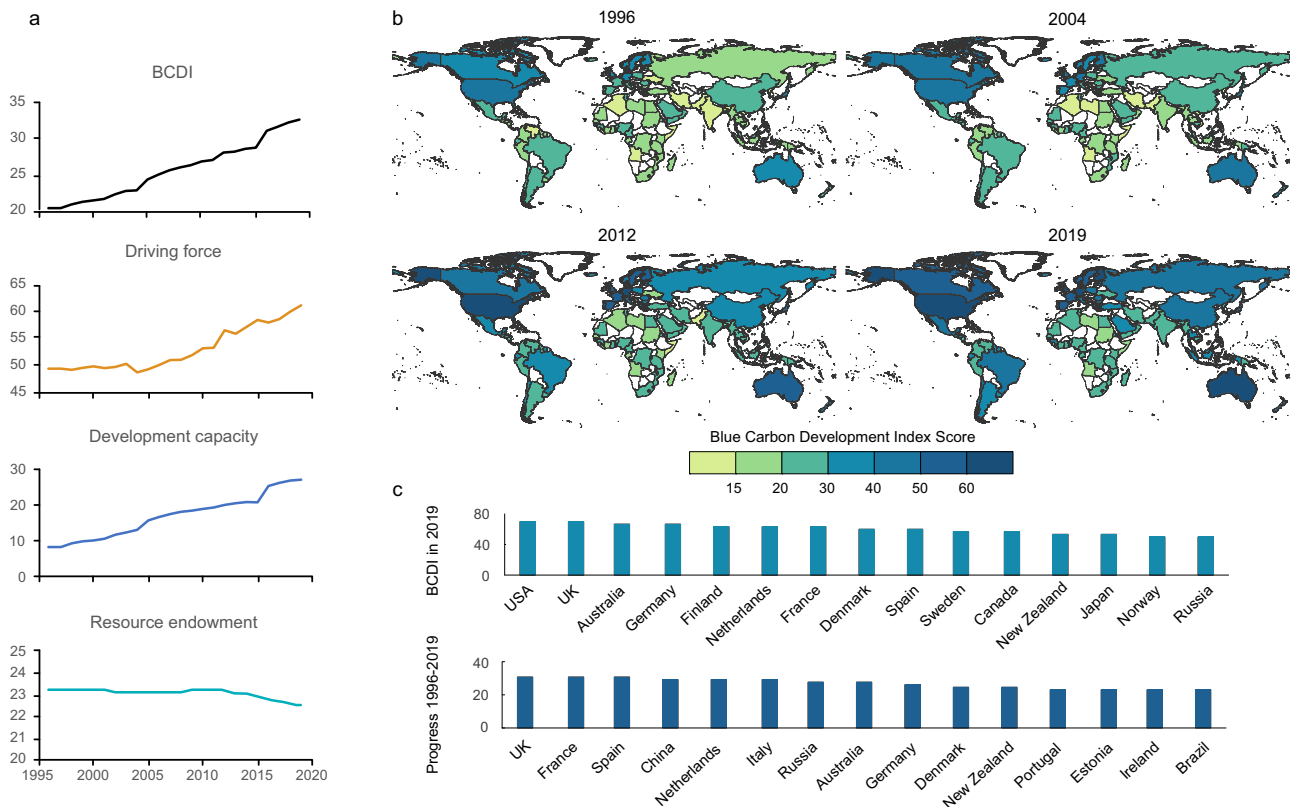 a
BCDI
35
30
25
20
Driving force
65
60
55
50
45
Development capacity
30
20
10
0
Resource endowment
25
24
23
22
21
20
1995 2000 2005 2010 2015 2020
b
1996
2004
2012
2019
Blue Carbon Development Index Score
15 20 30 40 50 60
c
BCDI in 2019
80
40
0
USA UK Australia Germany Finland Netherlands France Denmark Spain Sweden Canada New Zealand Japan Norway Russia
Progress 1996-2019
40
20
0
UK France Spain China Netherlands Italy Russia Australia Germany Denmark New Zealand Portugal Estonia Ireland Brazil